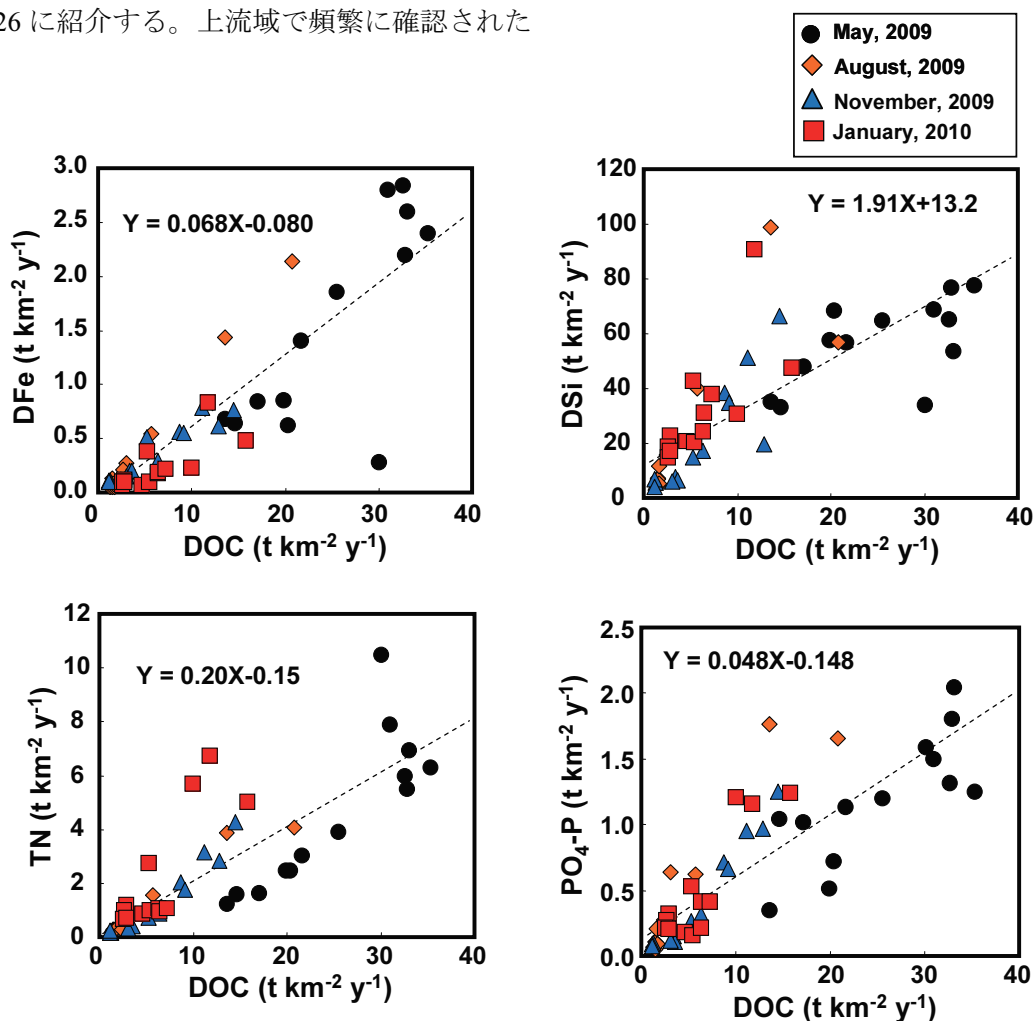 26 に紹介する。上流域で頻繁に確認された
May, 2009
August, 2009
November, 2009
January, 2010
3.0
2.5
2.0
1.5
1.0
0.5
0.0
DFe (t km-2 y-1)
Y = 0.068X-0.080
0 10 20 30 40
DOC (t km-2 y-1)
120
100
80
60
40
20
0
DSi (t km-2 y-1)
Y = 1.91X+13.2
0 10 20 30 40
DOC (t km-2 y-1)
12
10
8
6
4
2
0
TN (t km-2 y-1)
Y = 0.20X-0.15
0 10 20 30 40
DOC (t km-2 y-1)
2.5
2.0
1.5
1.0
0.5
0.0
PO4-P (t km-2 y-1)
Y = 0.048X-0.148
0 10 20 30 40
DOC (t km-2 y-1)